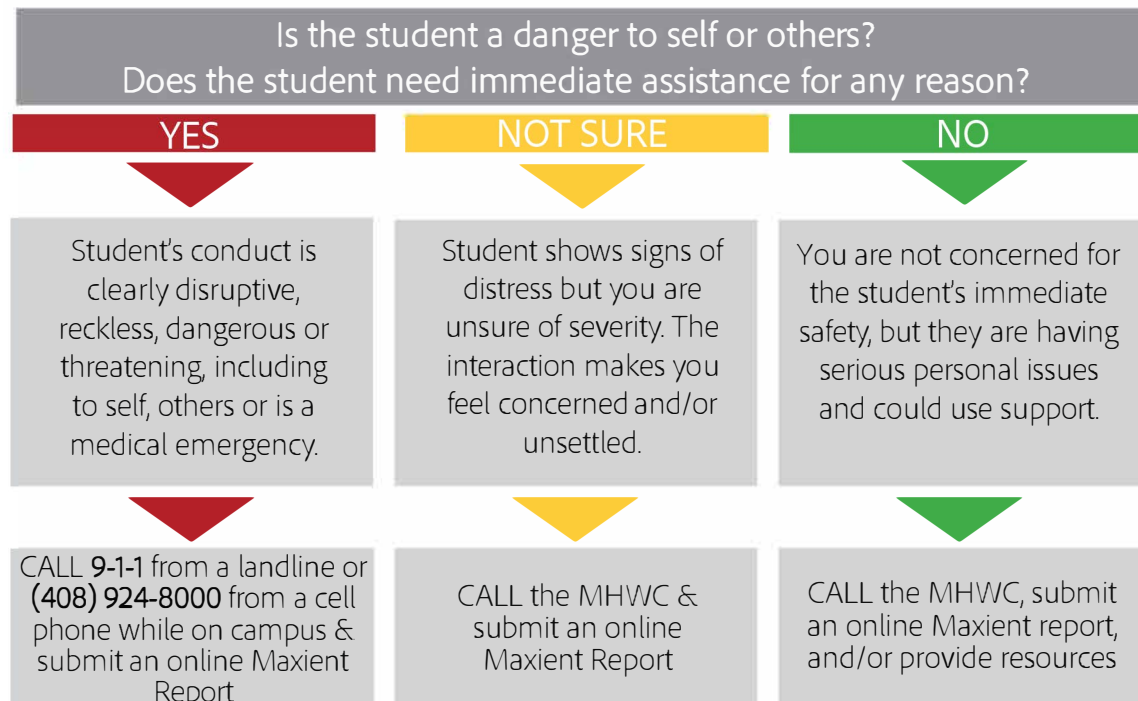 Is the student a danger to self or others?
Does the student need immediate assistance for any reason?
YES
Student's conduct is
clearly disruptive,
reckless, dangerous or
threatening, including
to self, others or is a
medical emergency.
CALL 9-1-1 from a landline or
(408) 924-8000 from a cell
phone while on campus &
submit an online Maxient
Report
NOT SURE
Student shows signs of
distress but you are
unsure of severity. The
interaction makes you
feel concerned and/or
unsettled.
CALL the MHWC &
submit an online
Maxient Report
NO
You are not concerned for
the student's immediate
safety, but they are having
serious personal issues
and could use support.
CALL the MHWC, submit
an online Maxient report,
and/or provide resources